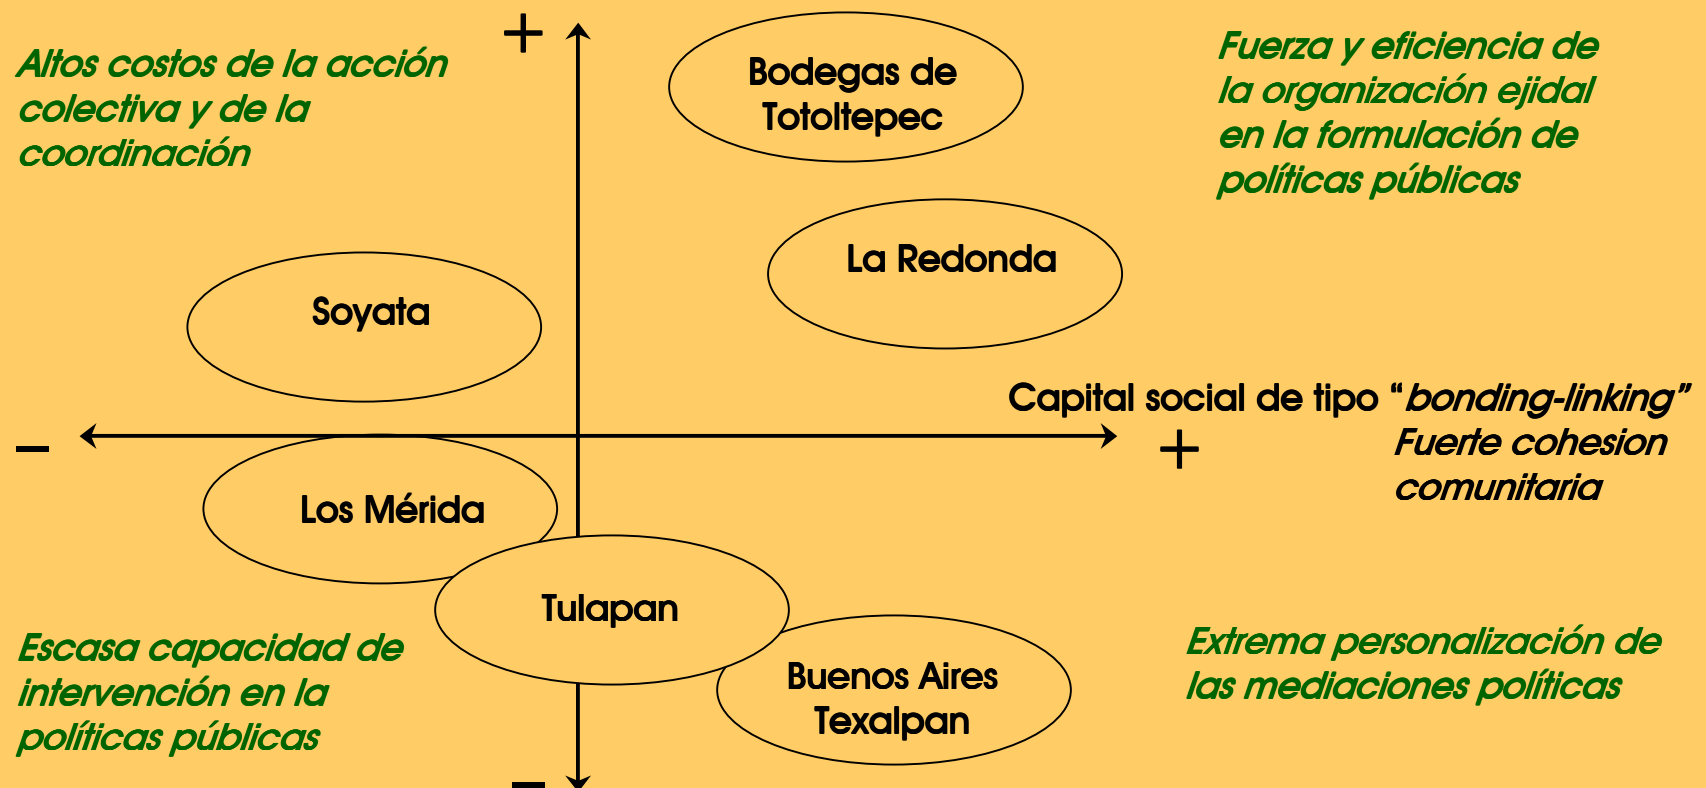 +
Altos costos de la acción
colectiva y de la
coordinación
Bodegas de
Totoltepec
Fuerza y eficiencia de
la organización ejidal
en la formulación de
políticas públicas
La Redonda
Soyata
Capital social de tipo “bonding-linking”
Fuerte cohesion
comunitaria
–
+
Los Mérida
Tulapan
Buenos Aires
Texalpan
Escasa capacidad de
intervención en la
políticas públicas
Extrema personalización de
las mediaciones políticas
–